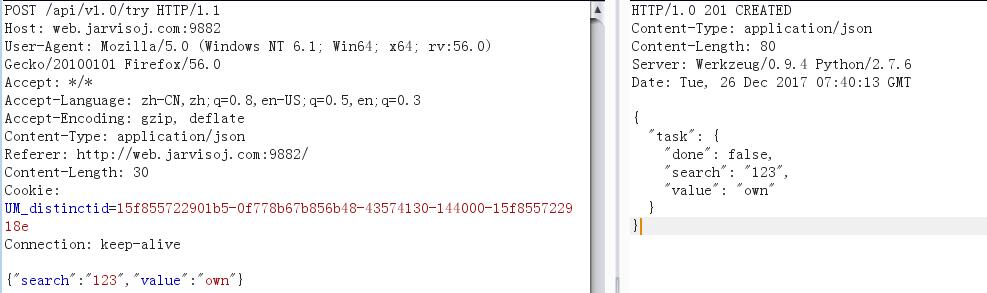 POST /api/v1.0/try HTTP/1.1
Host: web.jarvisoj.com:9882
User-Agent: Mozilla/5.0 (Windows NT 6.1; Win64; x64; rv:56.0)
Gecko/20100101 Firefox/56.0
Accept: */*
Accept-Language: zh-CN,zh;q=0.8,en-US;q=0.5,en;q=0.3
Accept-Encoding: gzip, deflate
Content-Type: application/json
Referer: http://web.jarvisoj.com:9882/
Content-Length: 30
Cookie:
UM_distinctid=15f855722901b5-0f778b67b856b48-43574130-144000-15f8557229
18e
Connection: keep-alive
{"search":"123","value":"own"}
HTTP/1.0 201 CREATED
Content-Type: application/json
Content-Length: 80
Server: Werkzeug/0.9.4 Python/2.7.6
Date: Tue, 26 Dec 2017 07:40:13 GMT
{
  "task": {
    "done": false,
    "search": "123",
    "value": "own"
  }
}